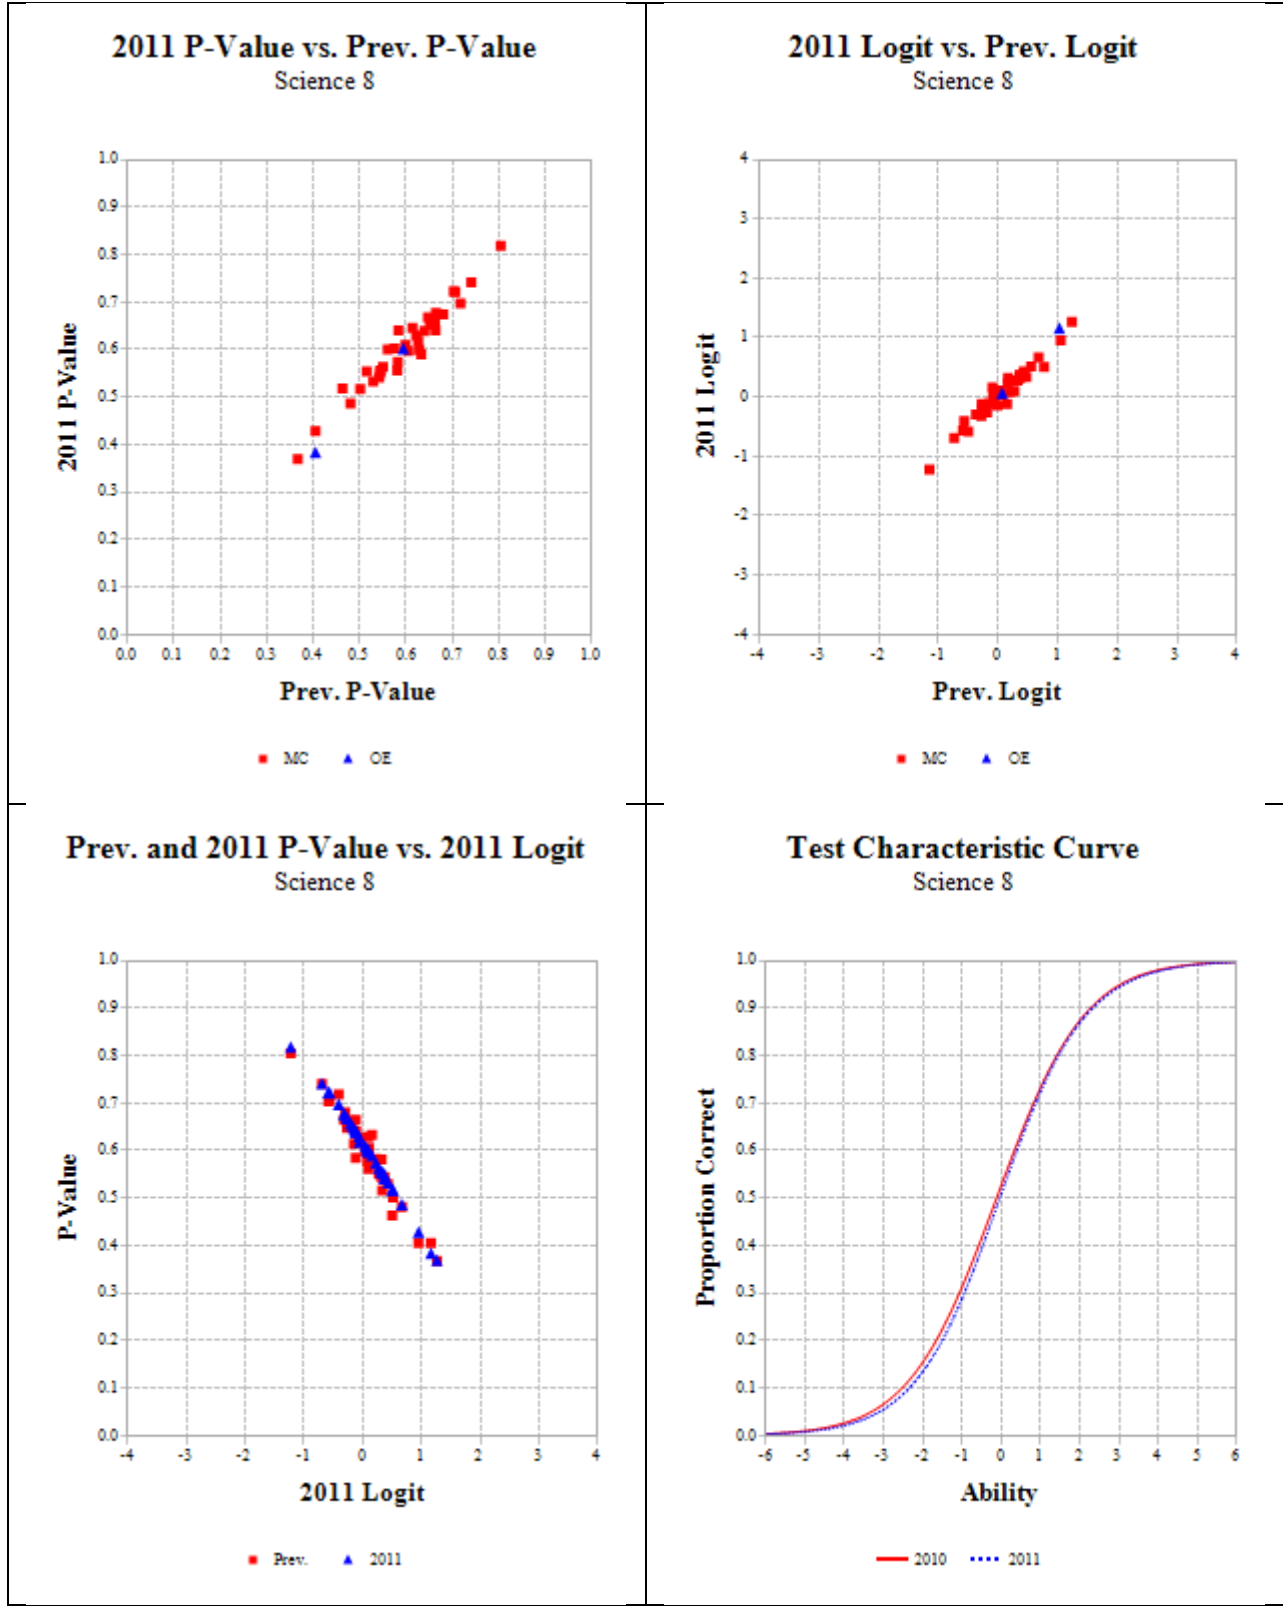 2011 P-Value vs. Prev. P-Value
Science 8
1.0
0.9
0.8
0.7
0.6
0.5
0.4
0.3
0.2
0.1
0.0
2011 P-Value
0.0 0.1 0.2 0.3 0.4 0.5 0.6 0.7 0.8 0.9 1.0
Prev. P-Value
MC OE
2011 Logit vs. Prev. Logit
Science 8
4
3
2
1
0
-1
-2
-3
-4
2011 Logit
-4 -3 -2 -1 0 1 2 3 4
Prev. Logit
MC OE
Prev. and 2011 P-Value vs. 2011 Logit
Science 8
1.0
0.9
0.8
0.7
0.6
0.5
0.4
0.3
0.2
0.1
0.0
P-Value
-4 -3 -2 -1 0 1 2 3 4
2011 Logit
Prev. 2011
Test Characteristic Curve
Science 8
1.0
0.9
0.8
0.7
0.6
0.5
0.4
0.3
0.2
0.1
0.0
Proportion Correct
-6 -5 -4 -3 -2 -1 0 1 2 3 4 5 6
Ability
2010 2011